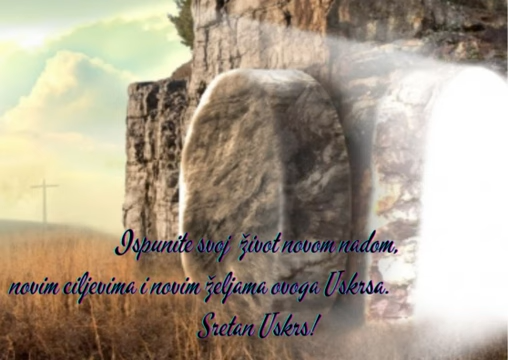 Ispunite svoj život novom nadom,
novim ciljevima i novim željama ovoga Uskrsa.
Sretan Uskrs!